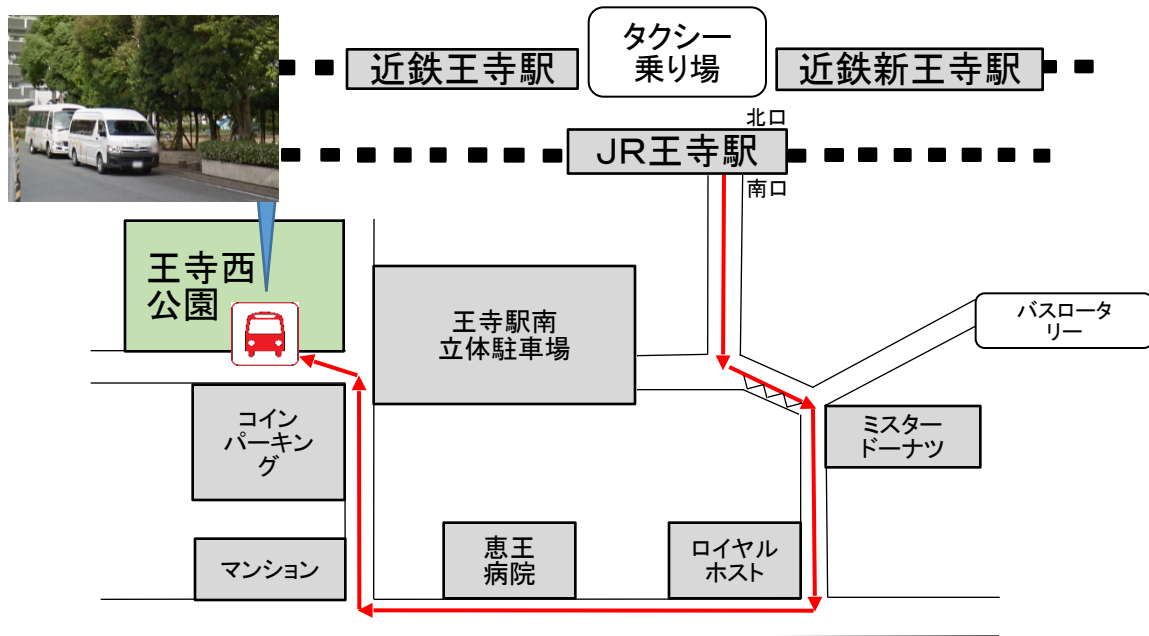 近鉄王寺駅
タクシー
乗り場
近鉄新王寺駅
北口
JR王寺駅
南口
王寺西
公園
王寺駅南
立体駐車場
バスロータ
リー
コイン
パーキン
グ
ミスター
ドーナツ
マンション
恵王
病院
ロイヤル
ホスト